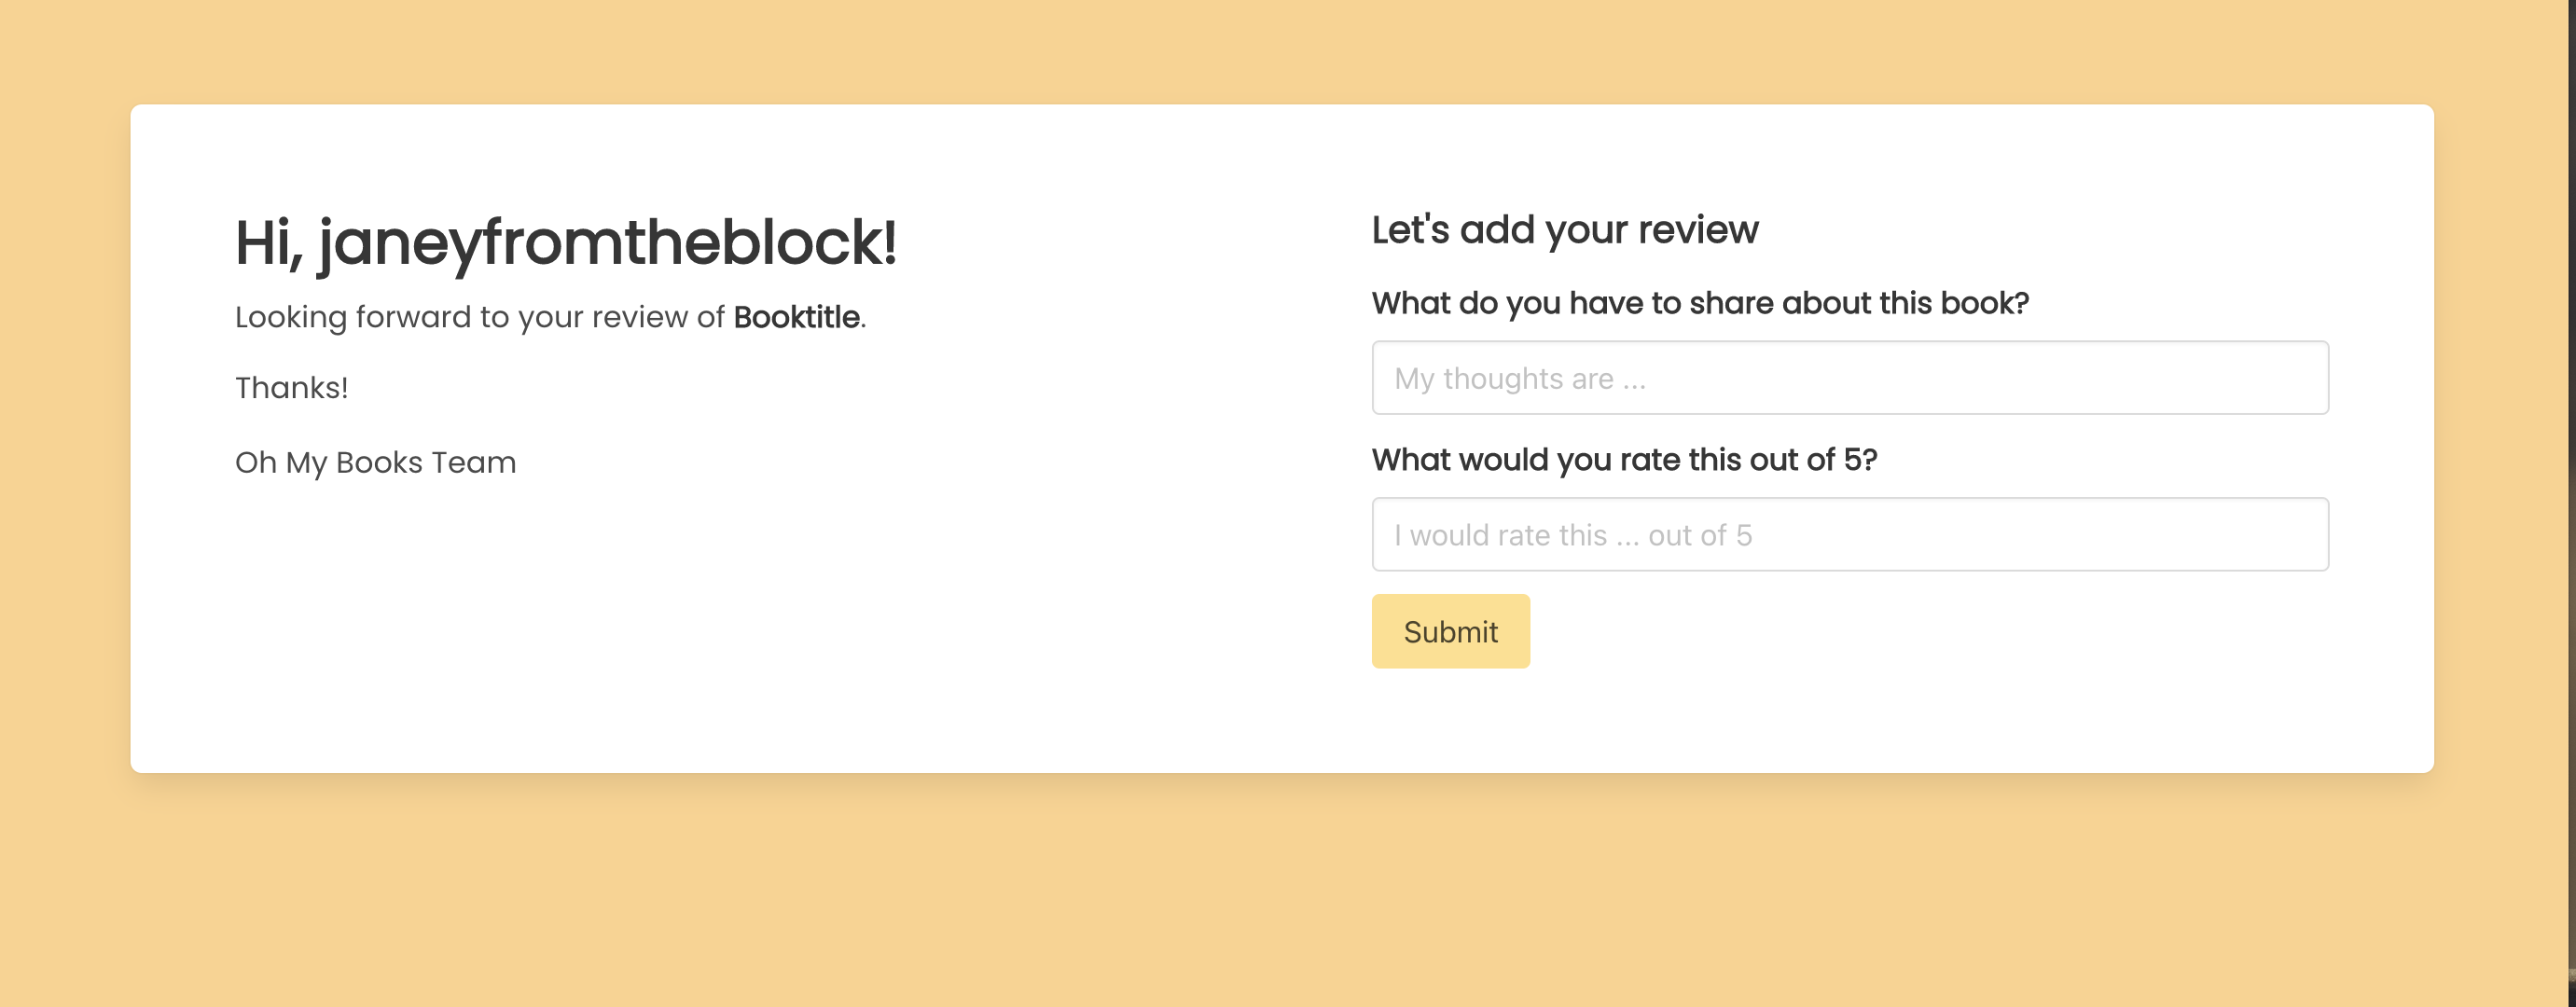 Hi, janeyfromtheblock!
Looking forward to your review of Booktitle.
Thanks!
Oh My Books Team
Let's add your review
What do you have to share about this book?
My thoughts are ...
What would you rate this out of 5?
I would rate this ... out of 5
Submit